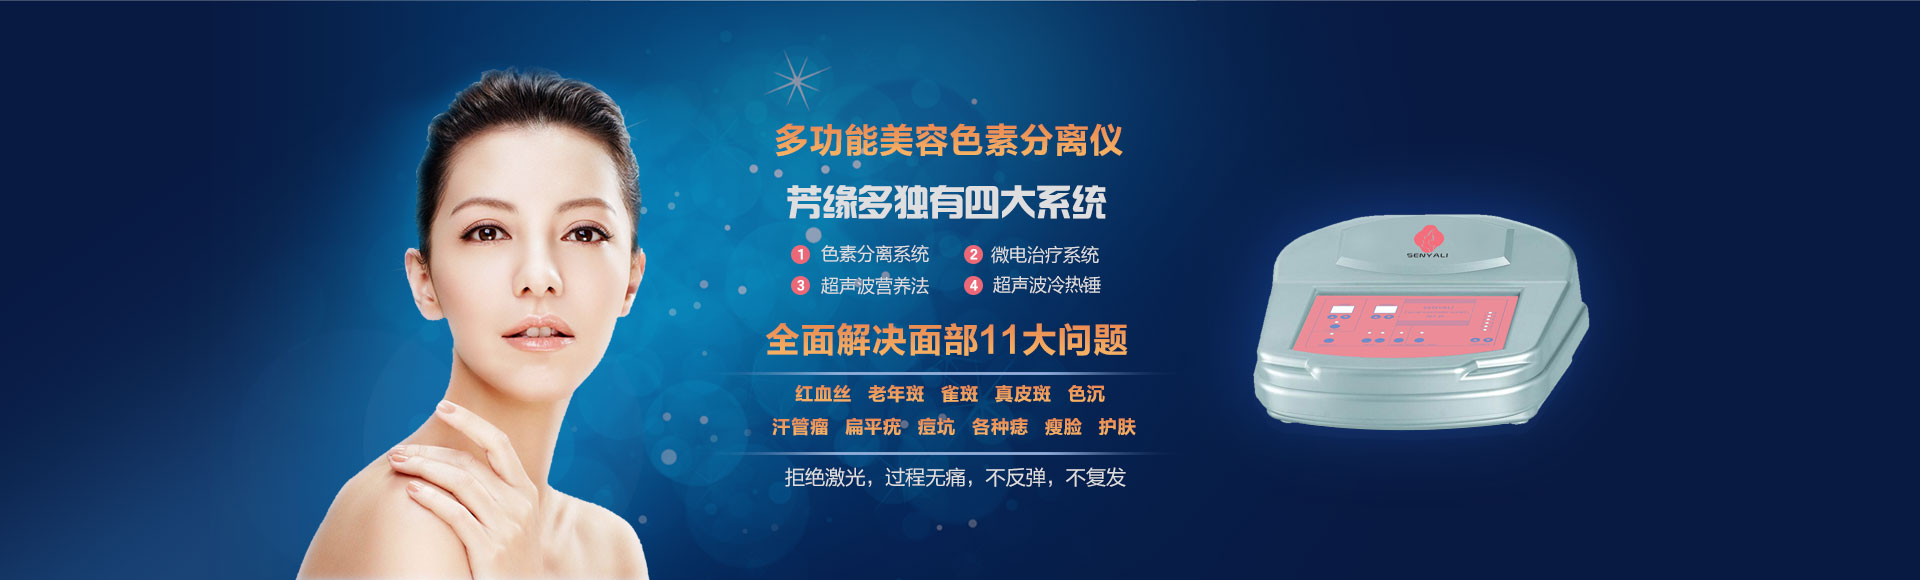 多功能美容色素分离仪
芳缘多独有四大系统
1 色素分离系统 2 微电治疗系统
3 超声波营养法 4 超声波冷热锤
全面解决面部11大问题
红血丝 老年斑 雀斑 真皮斑 色沉
汗管瘤 扁平疣 痘坑 各种痣 瘦脸 护肤
拒绝激光，过程无痛，不反弹，不复发
SENYALI